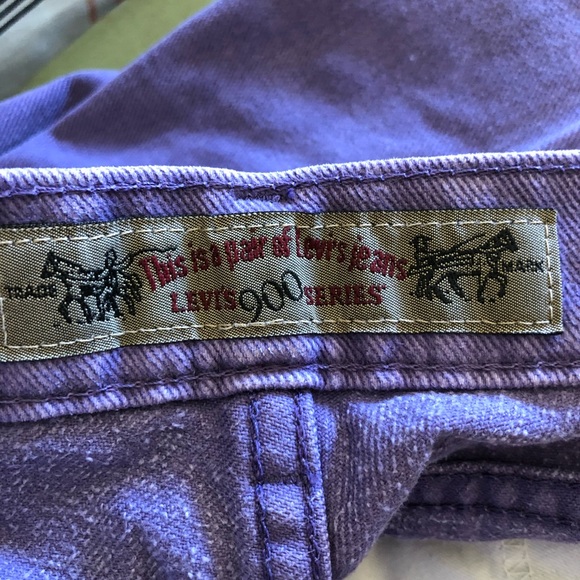 This is a pair of Levi's jeans
TRADE MARK
LEVI'S 900 SERIES